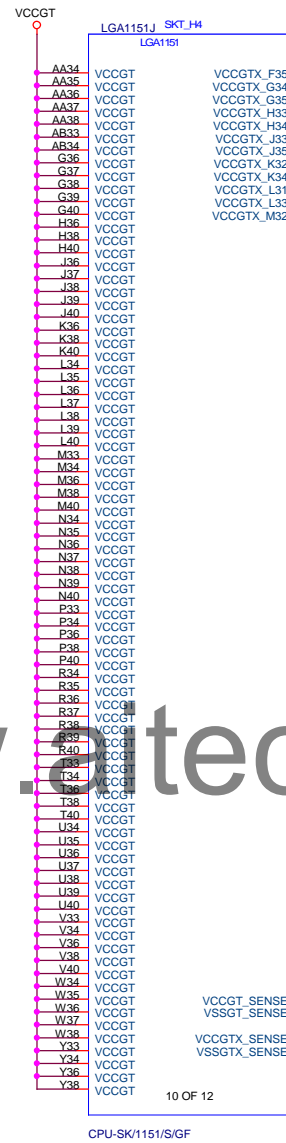 VCCGT
LGA1151J SKT_H4
LGA1151
AA34 VCCGT VCCGTX_F35
AA35 VCCGT VCCGTX_G34
AA36 VCCGT VCCGTX_G35
AA37 VCCGT VCCGTX_H33
AA38 VCCGT VCCGTX_H34
AB33 VCCGT VCCGTX_J33
AB34 VCCGT VCCGTX_J35
G36 VCCGT VCCGTX_K32
G37 VCCGT VCCGTX_K34
G38 VCCGT VCCGTX_L31
G39 VCCGT VCCGTX_L33
G40 VCCGT VCCGTX_M32
H36 VCCGT
H38 VCCGT
H40 VCCGT
J36 VCCGT
J37 VCCGT
J38 VCCGT
J39 VCCGT
J40 VCCGT
K36 VCCGT
K38 VCCGT
K40 VCCGT
L34 VCCGT
L35 VCCGT
L36 VCCGT
L37 VCCGT
L38 VCCGT
L39 VCCGT
L40 VCCGT
M33 VCCGT
M34 VCCGT
M36 VCCGT
M38 VCCGT
M40 VCCGT
N34 VCCGT
N35 VCCGT
N36 VCCGT
N37 VCCGT
N38 VCCGT
N39 VCCGT
N40 VCCGT
P33 VCCGT
P34 VCCGT
P36 VCCGT
P38 VCCGT
P40 VCCGT
R34 VCCGT
R35 VCCGT
R36 VCCGT
R37 VCCGT
R38 VCCGT
R39 VCCGT
R40 VCCGT
T33 VCCGT
T34 VCCGT
T36 VCCGT
T38 VCCGT
T40 VCCGT
U34 VCCGT
U35 VCCGT
U36 VCCGT
U37 VCCGT
U38 VCCGT
U39 VCCGT
U40 VCCGT
V33 VCCGT
V34 VCCGT
V36 VCCGT
V38 VCCGT
V40 VCCGT
W34 VCCGT
W35 VCCGT VCCGT_SENSE
W36 VCCGT VSSGT_SENSE
W37 VCCGT
W38 VCCGT VCCGTX_SENSE
Y33 VCCGT VSSGTX_SENSE
Y34 VCCGT
Y36 VCCGT
Y38 VCCGT
10 OF 12
CPU-SK/1151/S/GF
.aitec